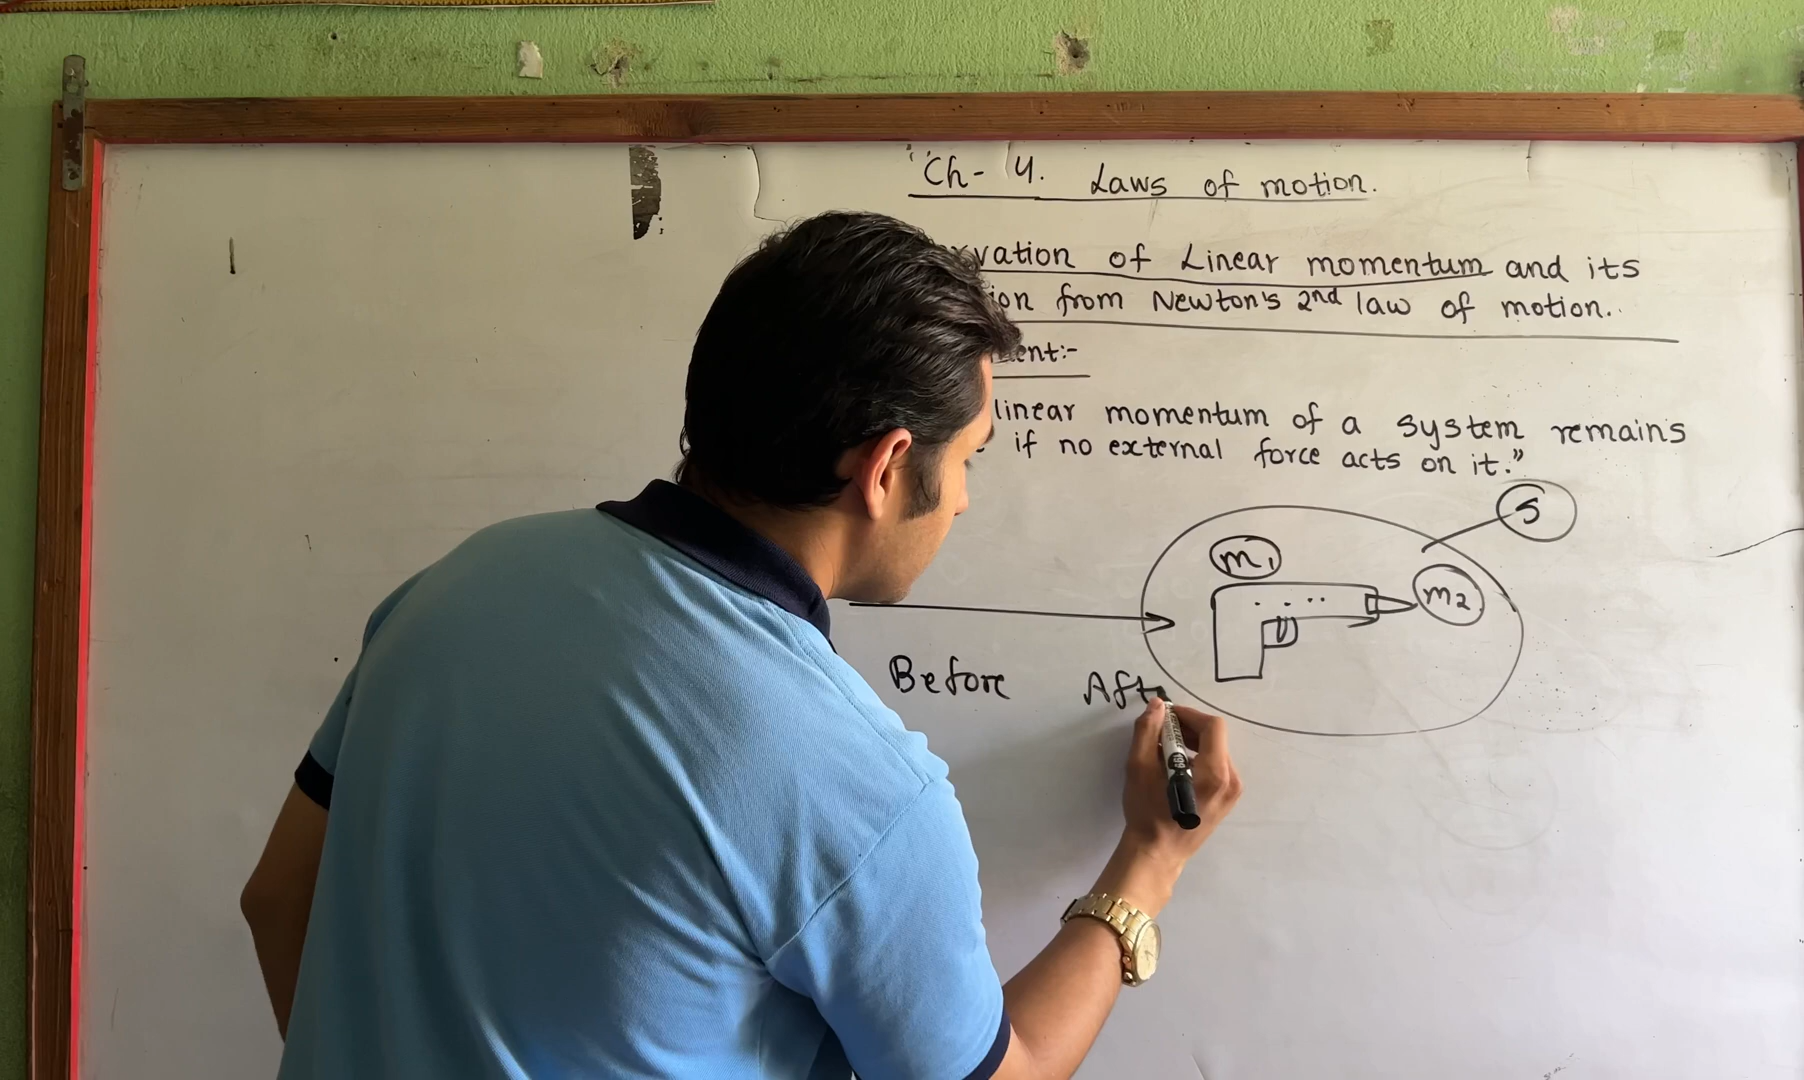 Ch- 4. Laws of motion.
vation of Linear momentum and its
ion from Newton's 2nd law of motion.
ent:-
linear momentum of a system remains
if no external force acts on it."
S
m1
m2
Before Aft